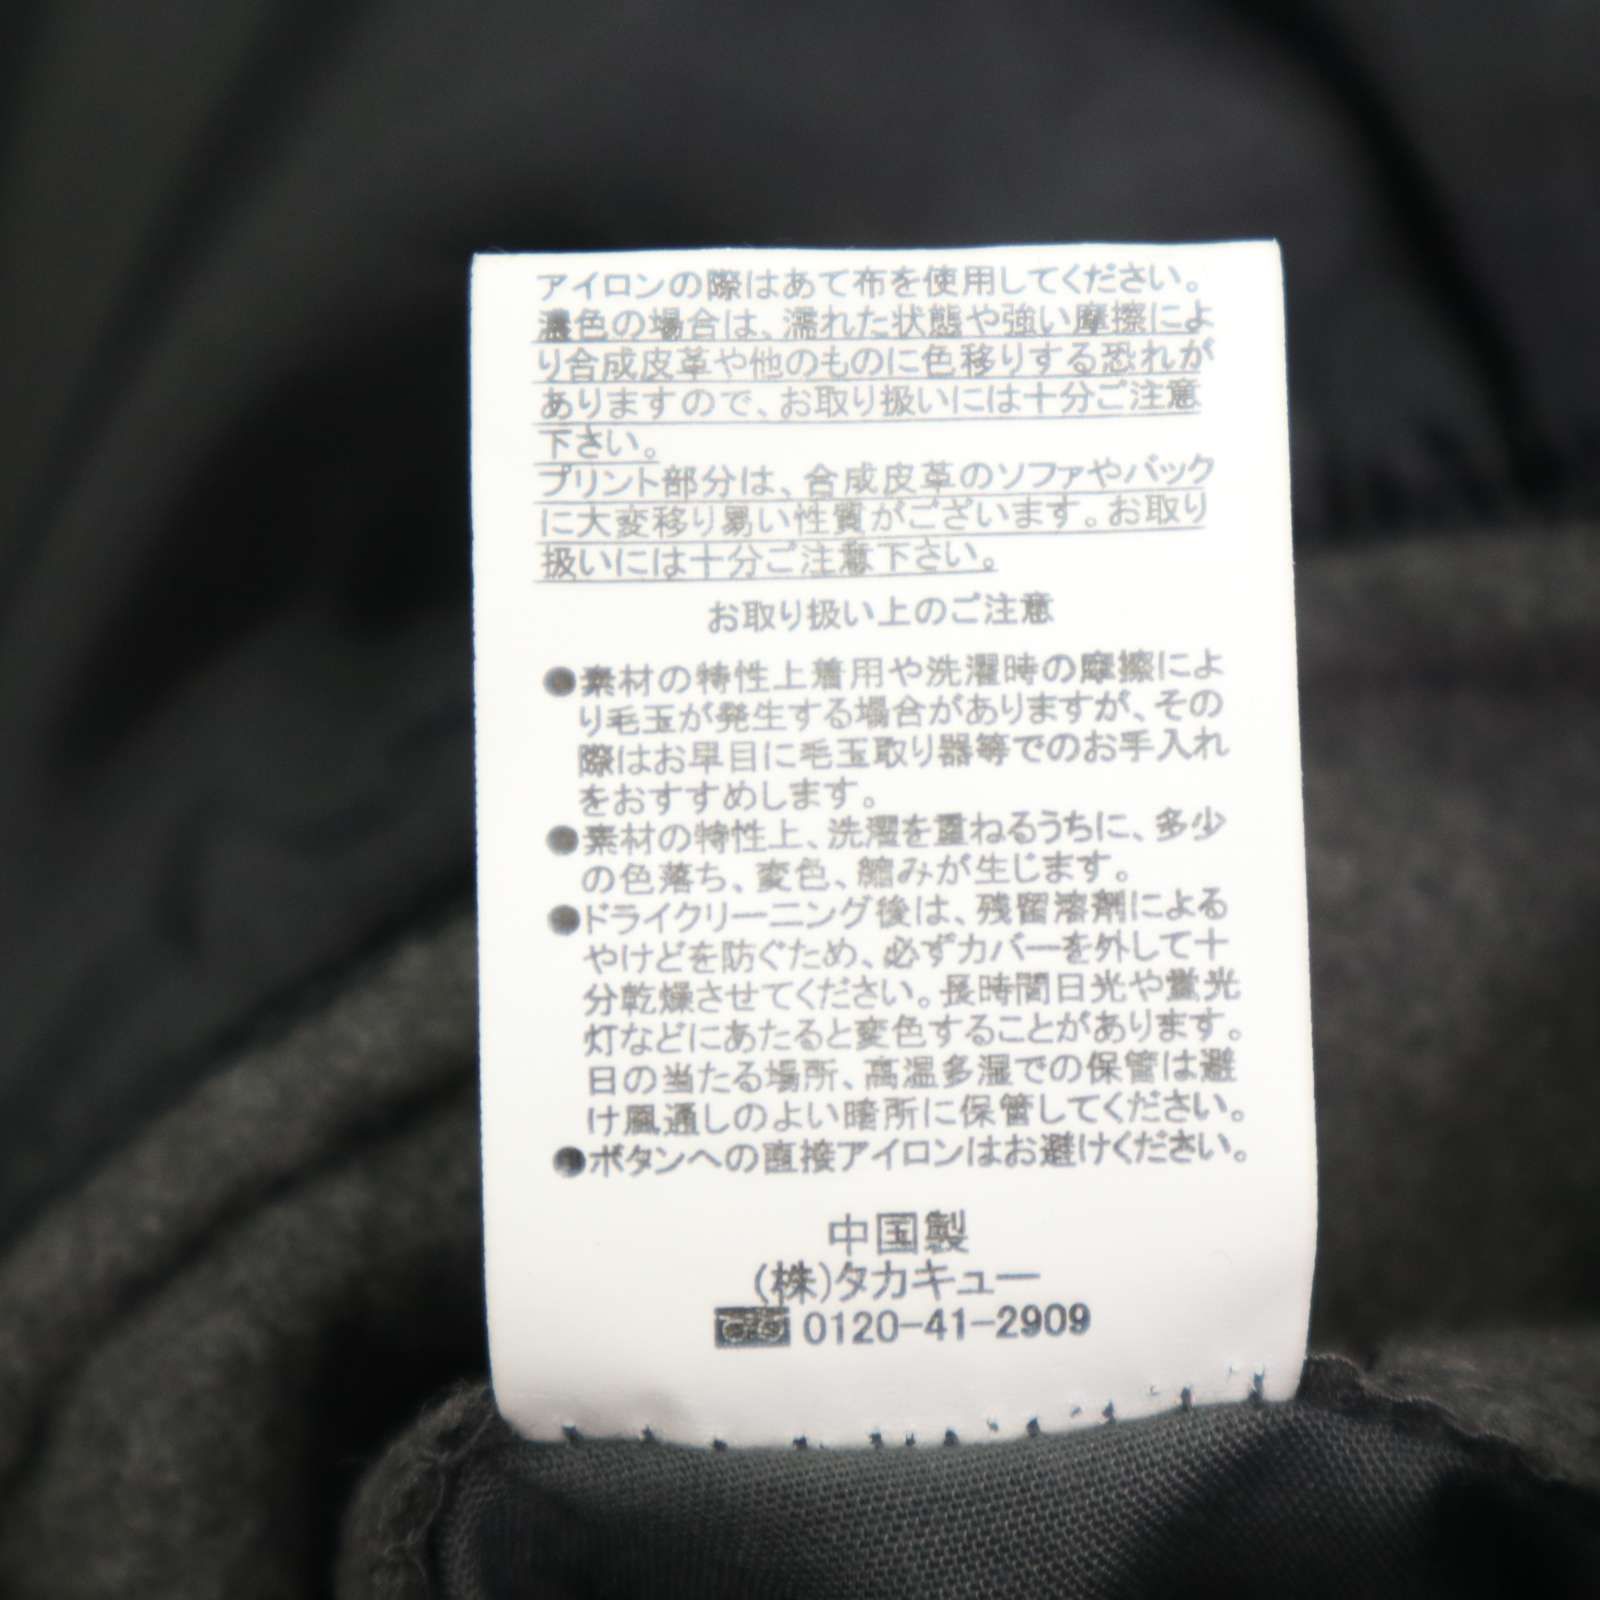 アイロンの際はあて布を使用してください。
濃色の場合は、濡れた状態や強い摩擦によ
り合成皮革や他のものに色移りする恐れが
ありますので、お取り扱いには十分ご注意
下さい。
プリント部分は、合成皮革のソファやバック
に大変移り易い性質がございます。お取り
扱いには十分ご注意下さい。
お取り扱い上のご注意
●素材の特性上着用や洗濯時の摩擦によ
り毛玉が発生する場合がありますが、その
際はお早目に毛玉取り器等でのお手入れ
をおすすめします。
●素材の特性上、洗濯を重ねるうちに、多少
の色落ち、変色、縮みが生じます。
●ドライクリーニング後は、残留溶剤による
やけどを防ぐため、必ずカバーを外して十
分乾燥させてください。長時間日光や蛍光
灯などにあたると変色することがあります。
日の当たる場所、高温多湿での保管は避
け風通しのよい暗所に保管してください。
●ボタンへの直接アイロンはお避けください。
中国製
(株)タカキュー
0120-41-2909